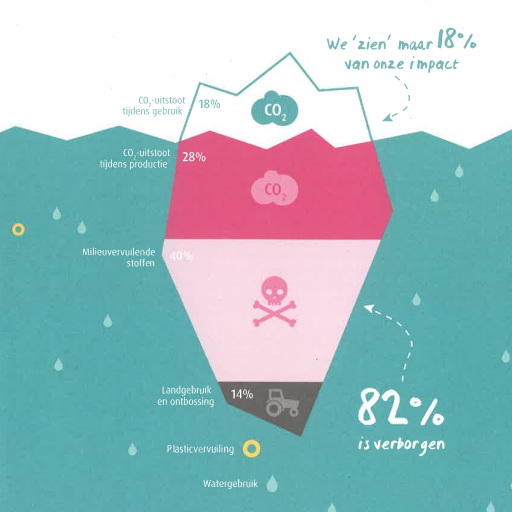 We 'zien' maar 18%
van onze impact
CO2-uitstoot
tijdens gebruik
18%
CO2
CO2-uitstoot
tijdens productie
28%
CO2
Milieuvervuilende
stoffen
40%
Landgebruik
en ontbossing
14%
82%
is verborgen
Plasticvervuiling
Watergebruik